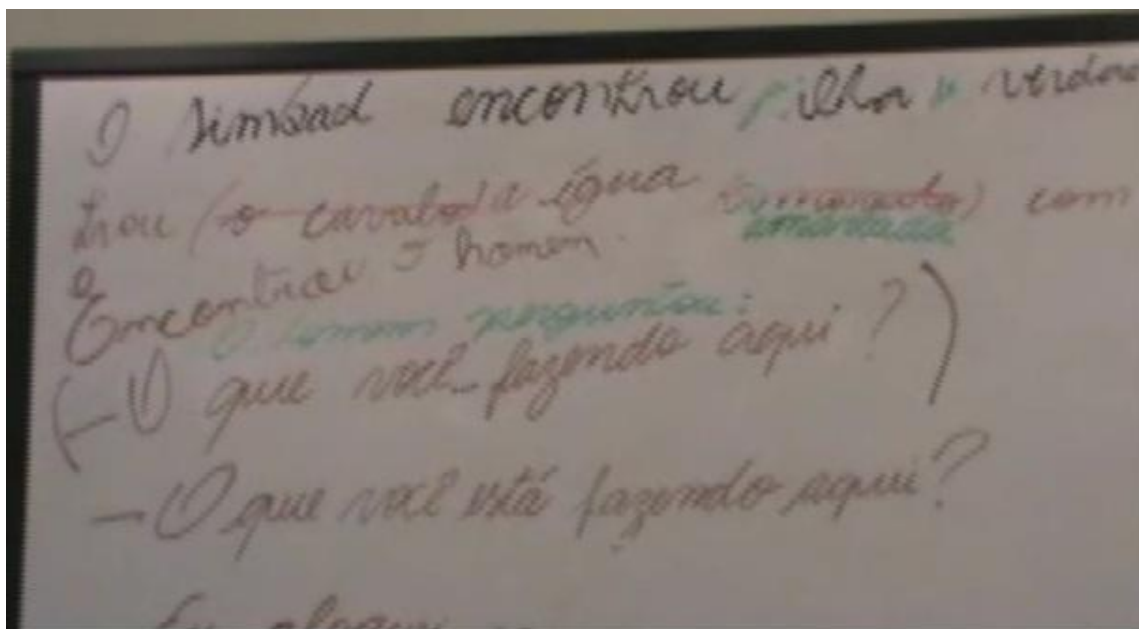 O Simbad encontrou ilha
trou (o cavalo) a égua com
Encontrou o homem.
O homem perguntou:
(— O que você fazendo aqui?)
— O que você está fazendo aqui?